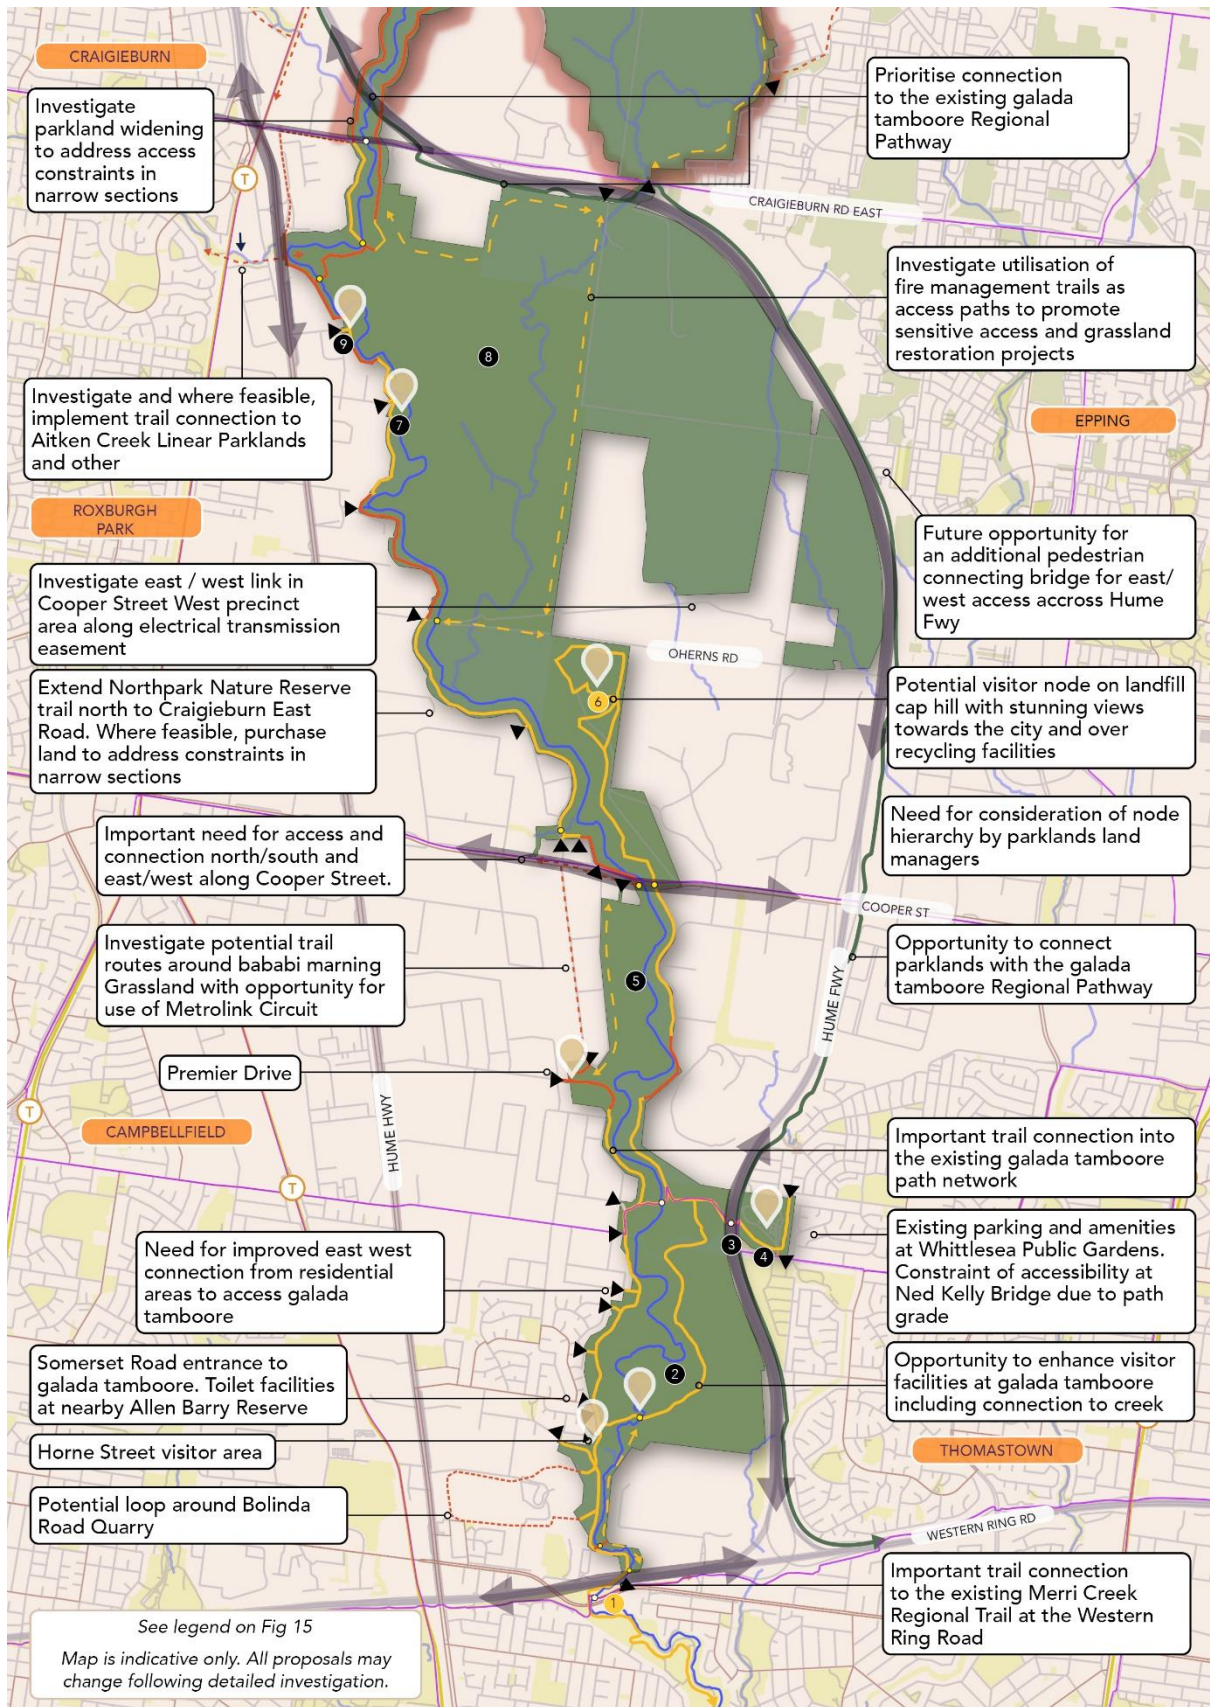 CRAIGIEBURN
Investigate
parkland widening
to address access
constraints in
narrow sections
T
Prioritise connection
to the existing galada
tamboore Regional
Pathway
CRAIGIEBURN RD EAST
Investigate utilisation of
fire management trails as
access paths to promote
sensitive access and grassland
restoration projects
9
8
7
Investigate and where feasible,
implement trail connection to
Aitken Creek Linear Parklands
and other
EPPING
ROXBURGH
PARK
Future opportunity for
an additional pedestrian
connecting bridge for east/
west access accross Hume
Fwy
Investigate east / west link in
Cooper Street West precinct
area along electrical transmission
easement
OHERNS RD
6
Extend Northpark Nature Reserve
trail north to Craigieburn East
Road. Where feasible, purchase
land to address constraints in
narrow sections
Potential visitor node on landfill
cap hill with stunning views
towards the city and over
recycling facilities
Important need for access and
connection north/south and
east/west along Cooper Street.
Need for consideration of node
hierarchy by parklands land
managers
COOPER ST
Investigate potential trail
routes around bababi marning
Grassland with opportunity for
use of Metrolink Circuit
5
Opportunity to connect
parklands with the galada
tamboore Regional Pathway
HUME FWY
Premier Drive
T
CAMPBELLFIELD
HUME HWY
T
Important trail connection into
the existing galada tamboore
path network
Need for improved east west
connection from residential
areas to access galada
tamboore
3
4
Existing parking and amenities
at Whittlesea Public Gardens.
Constraint of accessibility at
Ned Kelly Bridge due to path
grade
Somerset Road entrance to
galada tamboore. Toilet facilities
at nearby Allen Barry Reserve
2
Opportunity to enhance visitor
facilities at galada tamboore
including connection to creek
Horne Street visitor area
THOMASTOWN
Potential loop around Bolinda
Road Quarry
WESTERN RING RD
Important trail connection
to the existing Merri Creek
Regional Trail at the Western
Ring Road
1
See legend on Fig 15
Map is indicative only. All proposals may
change following detailed investigation.